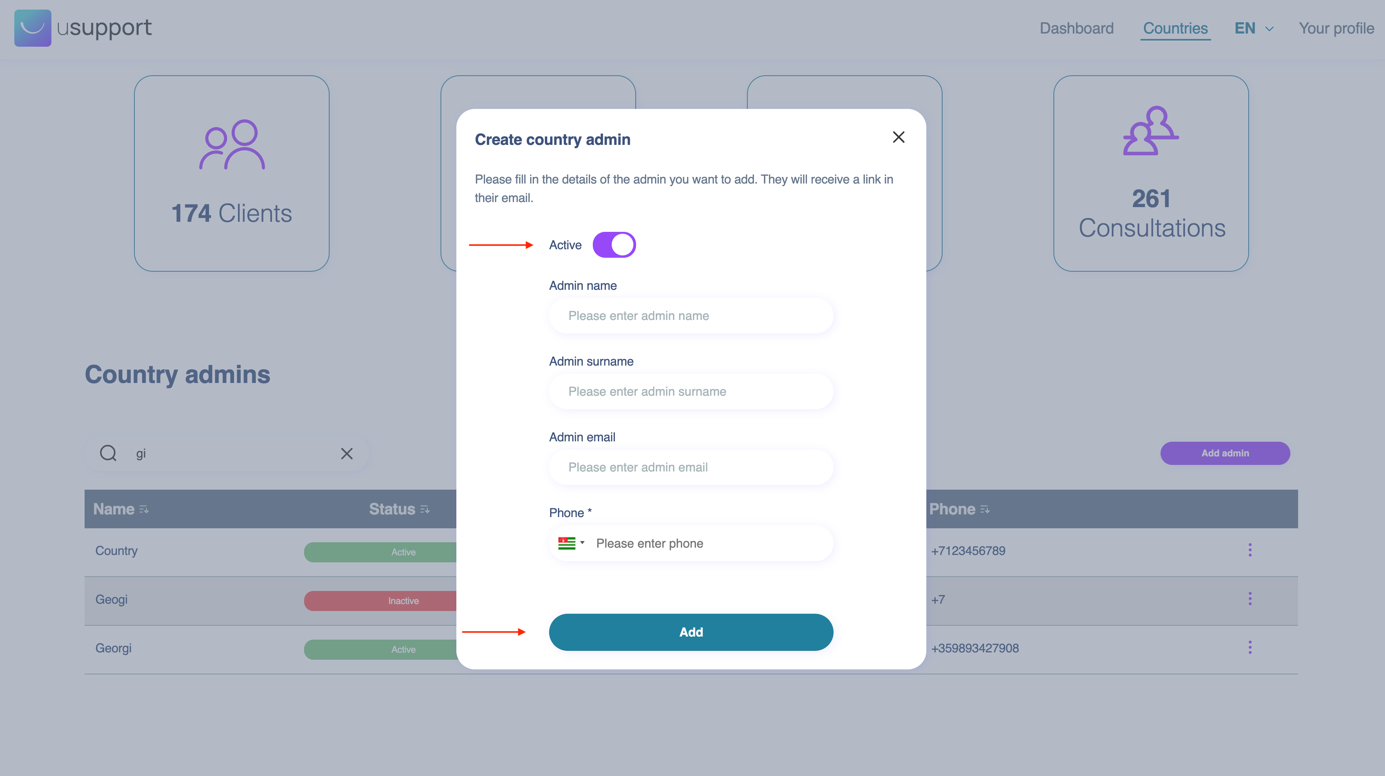 usupport
Dashboard
Countries
EN
Your profile
174 Clients
261
Consultations
Create country admin
Please fill in the details of the admin you want to add. They will receive a link in
their email.
Active
Admin name
Please enter admin name
Admin surname
Please enter admin surname
Admin email
Please enter admin email
Phone *
Please enter phone
Add
Country admins
gi
Add admin
Name
Status
Phone
Country
Active
+7123456789
Geogi
Inactive
+7
Georgi
Active
+359893427908